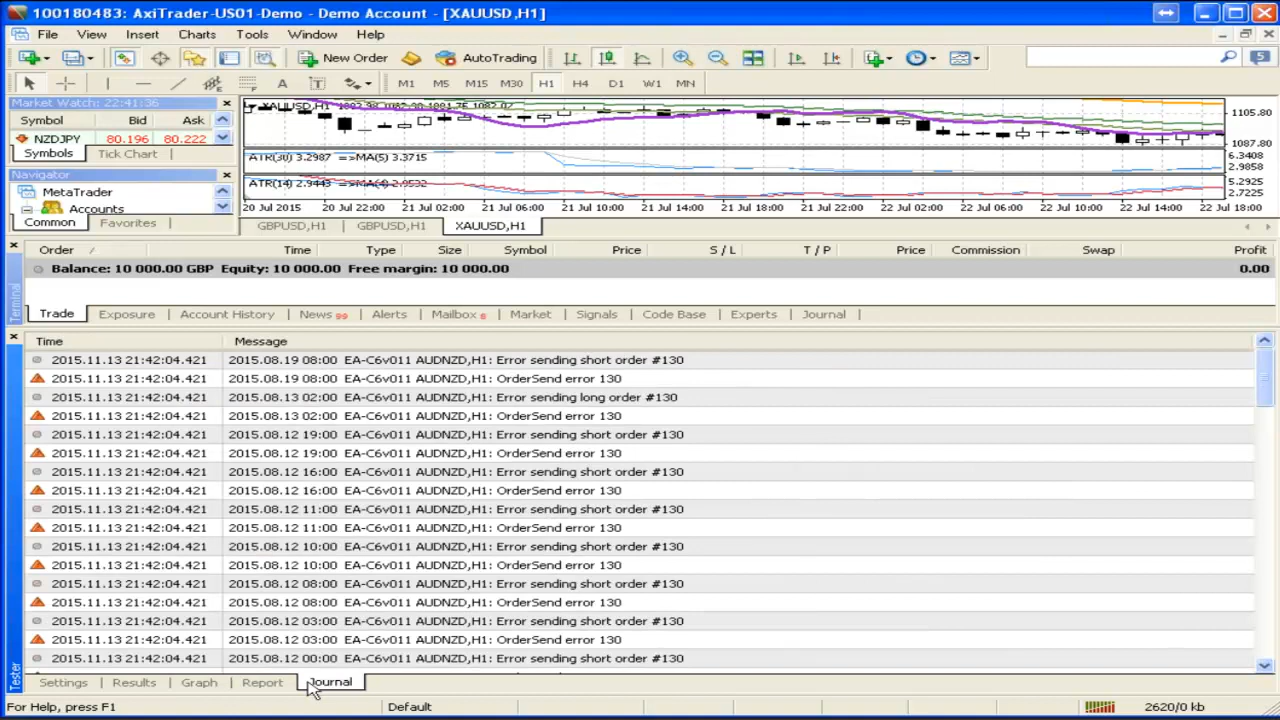 100180483: AxiTrader-US01-Demo - Demo Account - [XAUUSD,H1]
File View Insert Charts Tools Window Help
New Order AutoTrading 5
A T M1 M5 M15 M30 H1 H4 D1 W1 MN
Market Watch: 22:41:36
Symbol Bid Ask
NZDJPY 80.196 80.222
Symbols Tick Chart
Navigator
MetaTrader
Accounts
Common Favorites
XAUUSD,H1
1105.80
1087.80
ATR(30) 3.2987 =>MA(5) 3.3715
6.3408
2.9858
ATR(14) 2.9443
5.2925
2.7225
20 Jul 2015 20 Jul 22:00 21 Jul 02:00 21 Jul 06:00 21 Jul 10:00 21 Jul 14:00 21 Jul 18:00 21 Jul 22:00 22 Jul 02:00 22 Jul 06:00 22 Jul 10:00 22 Jul 14:00 22 Jul 18:00
GBPUSD,H1 GBPUSD,H1 XAUUSD,H1
Order / Time Type Size Symbol Price S / L T / P Price Commission Swap Profit
Balance: 10 000.00 GBP Equity: 10 000.00 Free margin: 10 000.00 0.00
Terminal
Trade Exposure Account History News 99 Alerts Mailbox 6 Market Signals Code Base Experts Journal
Time Message
2015.11.13 21:42:04.421 2015.08.19 08:00 EA-C6v011 AUDNZD,H1: Error sending short order #130
2015.11.13 21:42:04.421 2015.08.19 08:00 EA-C6v011 AUDNZD,H1: OrderSend error 130
2015.11.13 21:42:04.421 2015.08.13 02:00 EA-C6v011 AUDNZD,H1: Error sending long order #130
2015.11.13 21:42:04.421 2015.08.13 02:00 EA-C6v011 AUDNZD,H1: OrderSend error 130
2015.11.13 21:42:04.421 2015.08.12 19:00 EA-C6v011 AUDNZD,H1: Error sending short order #130
2015.11.13 21:42:04.421 2015.08.12 19:00 EA-C6v011 AUDNZD,H1: OrderSend error 130
2015.11.13 21:42:04.421 2015.08.12 16:00 EA-C6v011 AUDNZD,H1: Error sending short order #130
2015.11.13 21:42:04.421 2015.08.12 16:00 EA-C6v011 AUDNZD,H1: OrderSend error 130
2015.11.13 21:42:04.421 2015.08.12 11:00 EA-C6v011 AUDNZD,H1: Error sending short order #130
2015.11.13 21:42:04.421 2015.08.12 11:00 EA-C6v011 AUDNZD,H1: OrderSend error 130
2015.11.13 21:42:04.421 2015.08.12 10:00 EA-C6v011 AUDNZD,H1: Error sending short order #130
2015.11.13 21:42:04.421 2015.08.12 10:00 EA-C6v011 AUDNZD,H1: OrderSend error 130
2015.11.13 21:42:04.421 2015.08.12 08:00 EA-C6v011 AUDNZD,H1: Error sending short order #130
2015.11.13 21:42:04.421 2015.08.12 08:00 EA-C6v011 AUDNZD,H1: OrderSend error 130
2015.11.13 21:42:04.421 2015.08.12 03:00 EA-C6v011 AUDNZD,H1: Error sending short order #130
2015.11.13 21:42:04.421 2015.08.12 03:00 EA-C6v011 AUDNZD,H1: OrderSend error 130
2015.11.13 21:42:04.421 2015.08.12 00:00 EA-C6v011 AUDNZD,H1: Error sending short order #130
Tester
Settings Results Graph Report Journal
For Help, press F1 Default 2620/0 kb